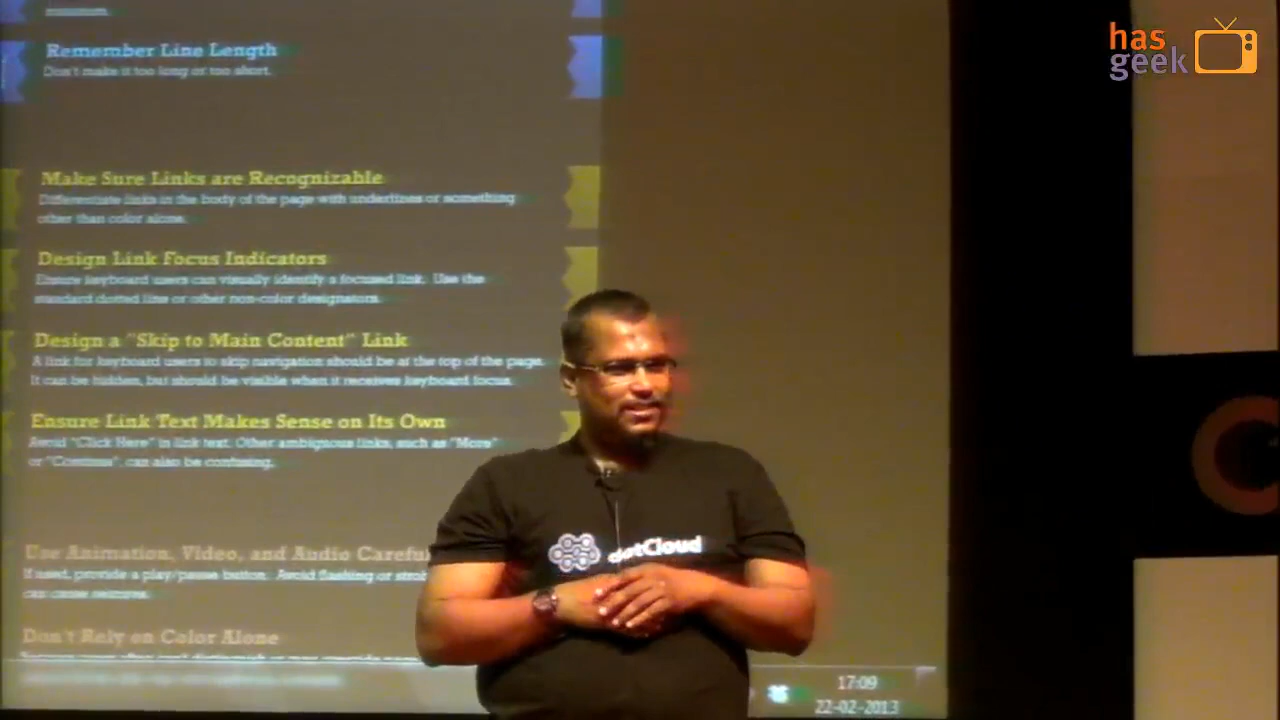 has
geek
Remember Line Length
Don't make it too long or too short.
Make Sure Links are Recognizable
Differentiate links in the body of the page with underlines or something
other than color alone.
Design Link Focus Indicators
Ensure keyboard users can visually identify a focused link. Use the
standard dotted line or other non-color designators.
Design a "Skip to Main Content" Link
A link for keyboard users to skip navigation should be at the top of the page.
It can be hidden, but should be visible when it receives keyboard focus.
Ensure Link Text Makes Sense on Its Own
Avoid "Click Here" in link text. Other ambiguous links, such as "More"
or "Continue" can also be confusing.
Use Animation, Video, and Audio Careful
If used, provide a play/pause button. Avoid flashing or strob
can cause seizures.
Don't Rely on Color Alone
dotCloud
17:09
22-02-2013